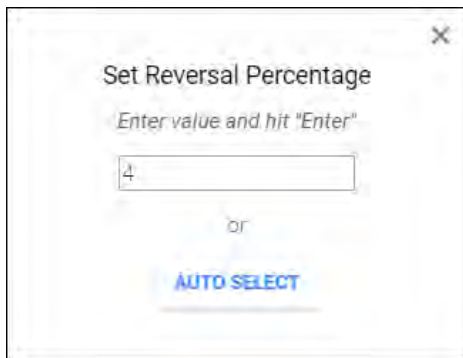 Set Reversal Percentage
Enter value and hit "Enter"
4
or
AUTO SELECT